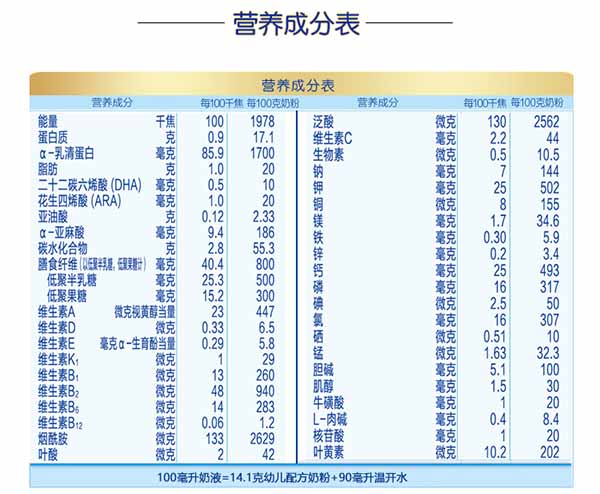 营养成分表
营养成分表
营养成分 每100千焦 每100克奶粉
能量 千焦 100 1978
蛋白质 克 0.9 17.1
α-乳清蛋白 毫克 85.9 1700
脂肪 克 1.0 20
二十二碳六烯酸 (DHA) 毫克 0.5 10
花生四烯酸 (ARA) 毫克 1.0 20
亚油酸 克 0.12 2.33
α-亚麻酸 毫克 9.4 186
碳水化合物 克 2.8 55.3
膳食纤维 (以低聚半乳糖,低聚果糖计) 毫克 40.4 800
低聚半乳糖 毫克 25.3 500
低聚果糖 毫克 15.2 300
维生素A 微克视黄醇当量 23 447
维生素D 微克 0.33 6.5
维生素E 毫克α-生育酚当量 0.29 5.8
维生素K1 微克 1 29
维生素B1 微克 13 260
维生素B2 微克 48 940
维生素B6 微克 14 283
维生素B12 微克 0.06 1.2
烟酰胺 微克 133 2629
叶酸 微克 2 42
营养成分 每100千焦 每100克奶粉
泛酸 微克 130 2562
维生素C 毫克 2.2 44
生物素 微克 0.5 10.5
钠 毫克 7 144
钾 毫克 25 502
铜 微克 8 155
镁 毫克 1.7 34.6
铁 毫克 0.30 5.9
锌 毫克 0.2 3.4
钙 毫克 25 493
磷 毫克 16 317
碘 微克 2.5 50
氯 毫克 16 307
硒 微克 0.51 10
锰 微克 1.63 32.3
胆碱 毫克 5.1 100
肌醇 毫克 1.5 30
牛磺酸 毫克 1 20
L-肉碱 毫克 0.4 8.4
核苷酸 毫克 1 20
叶黄素 微克 10.2 202
100毫升奶液=14.1克幼儿配方奶粉+90毫升温开水